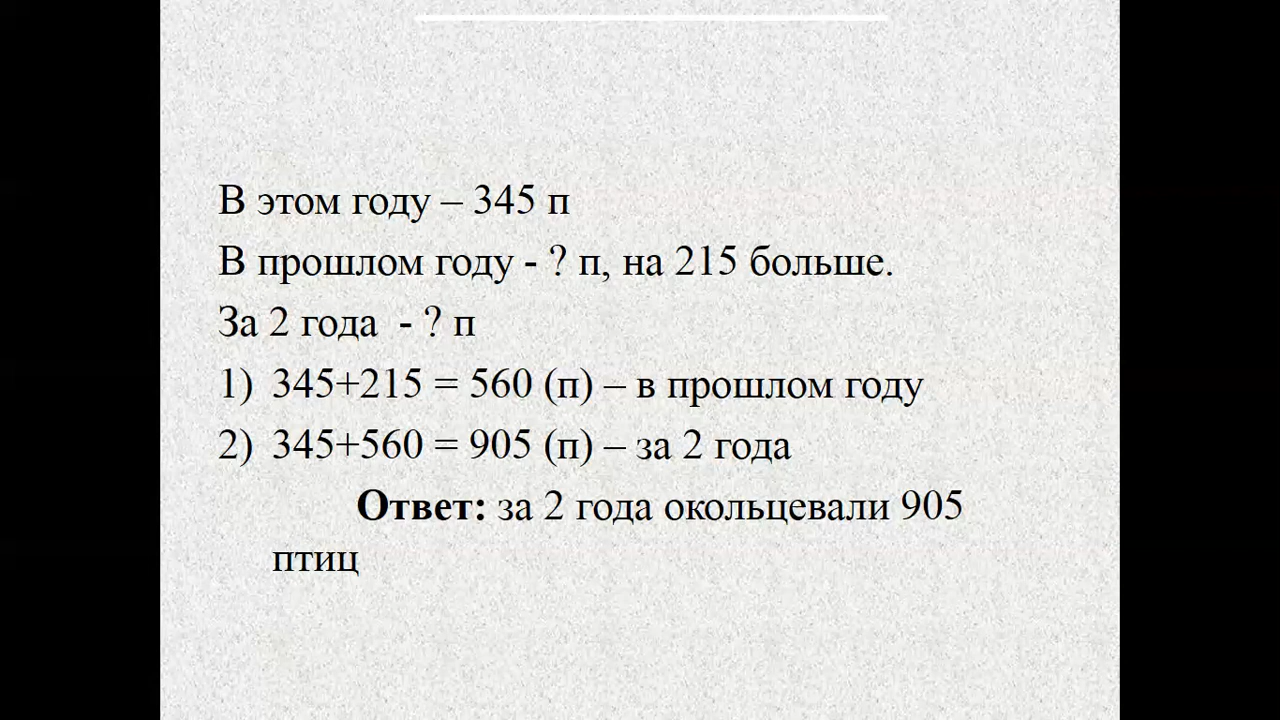 В этом году – 345 п
В прошлом году - ? п, на 215 больше.
За 2 года - ? п
1) 345+215 = 560 (п) – в прошлом году
2) 345+560 = 905 (п) – за 2 года
Ответ: за 2 года окольцевали 905
птиц